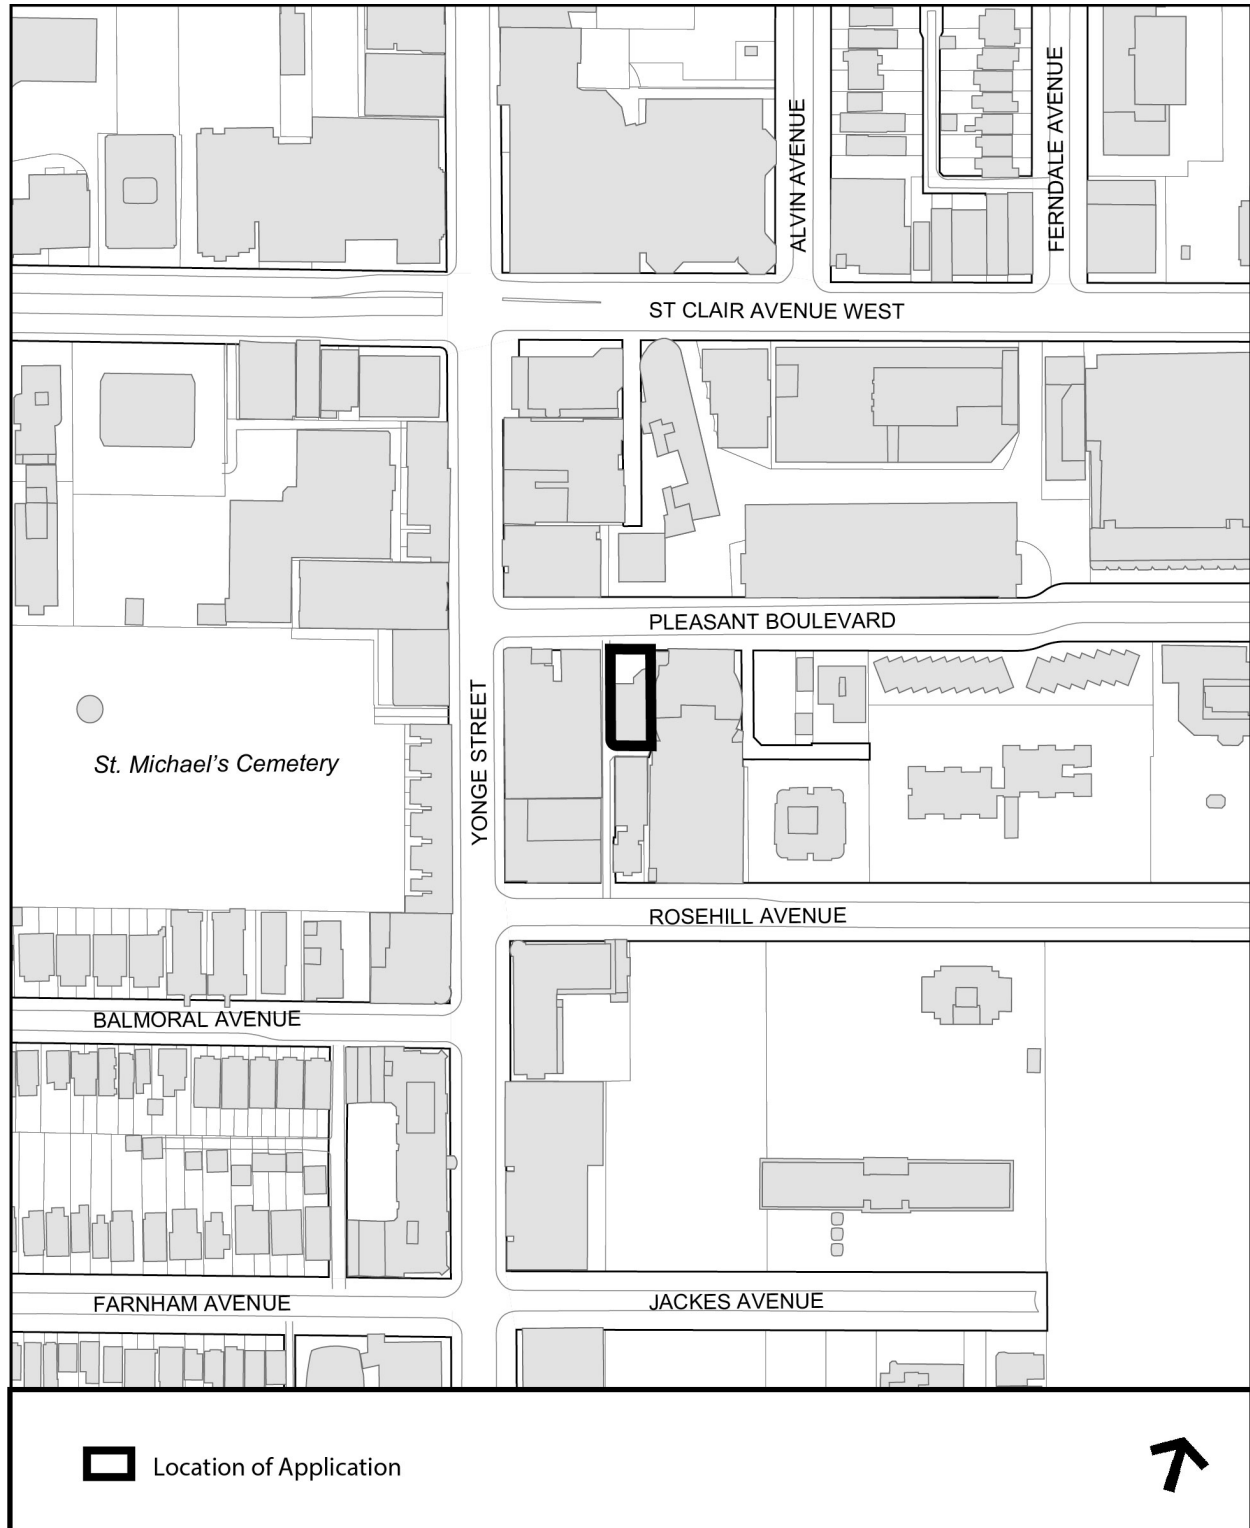 ALVIN AVENUE
FERNDALE AVENUE
ST CLAIR AVENUE WEST
PLEASANT BOULEVARD
YONGE STREET
St. Michael's Cemetery
ROSEHILL AVENUE
BALMORAL AVENUE
FARNHAM AVENUE
JACKES AVENUE
Location of Application